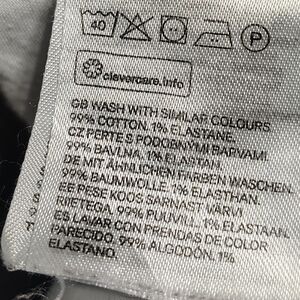 40 P
clevercare.info
GB WASH WITH SIMILAR COLOURS.
99% COTTON. 1% ELASTANE.
CZ PERTE S PODOBNÝMI BARVAMI.
99% BAVLNA. 1% ELASTAN.
DE MIT ÄHNLICHEN FARBEN WASCHEN.
99% BAUMWOLLE. 1% ELASTHAN.
EE PESE KOOS SARNAST VÄRVI
RIIETEGA. 99% PUUVILL. 1% ELASTAAN.
ES LAVAR CON PRENDAS DE COLOR
PARECIDO. 99% ALGODÓN. 1%
ELASTANO.